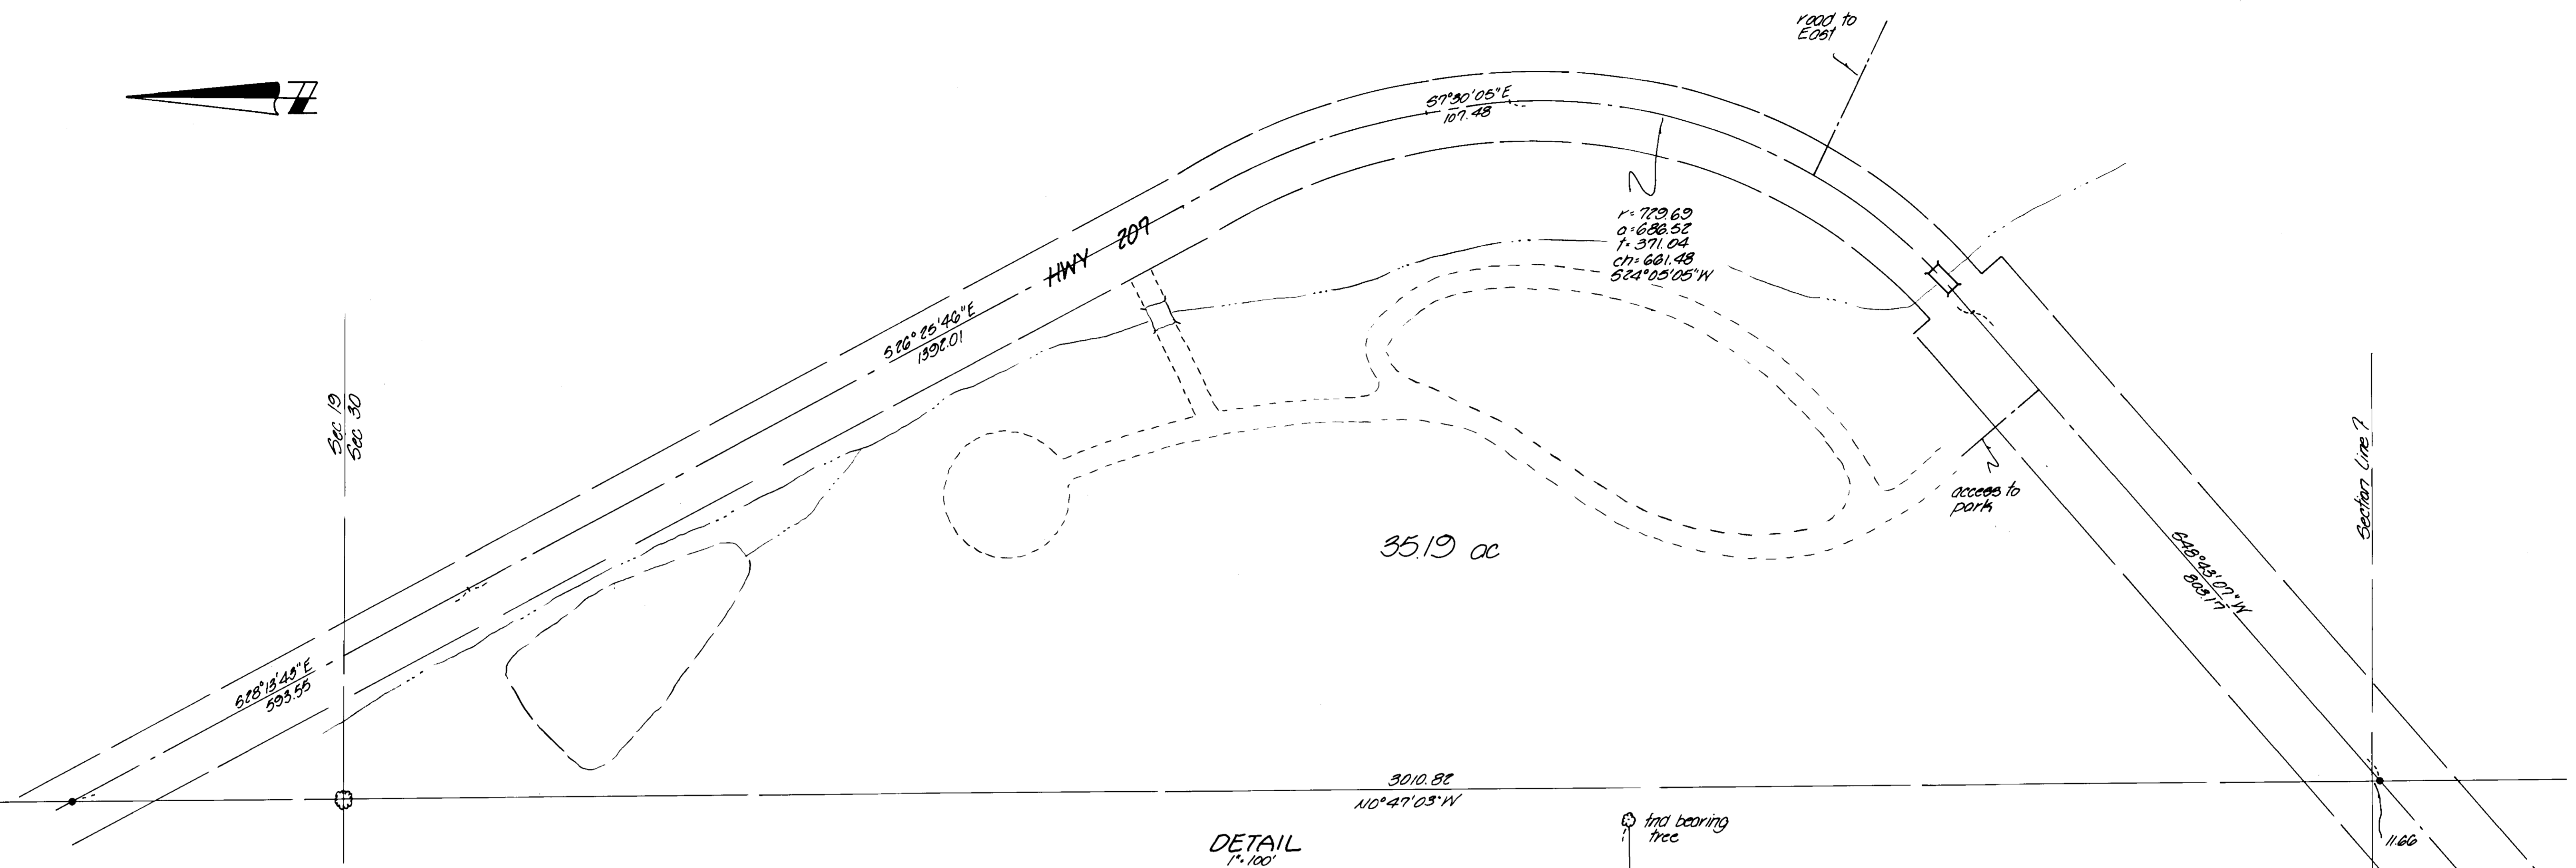 road to
East
N
S7°30'05"E
107.48
r=729.69
a=686.52
t=371.04
ch=661.48
S24°05'05"W
HWY 207
S26°25'46"E
1392.01
Sec 19
Sec 30
S28°13'43"E
593.55
35.19 ac
access to
park
Section Line ?
S48°43'07"W
803.17
3010.82
N0°47'03"W
DETAIL
1"=100'
fnd bearing
tree
11.66